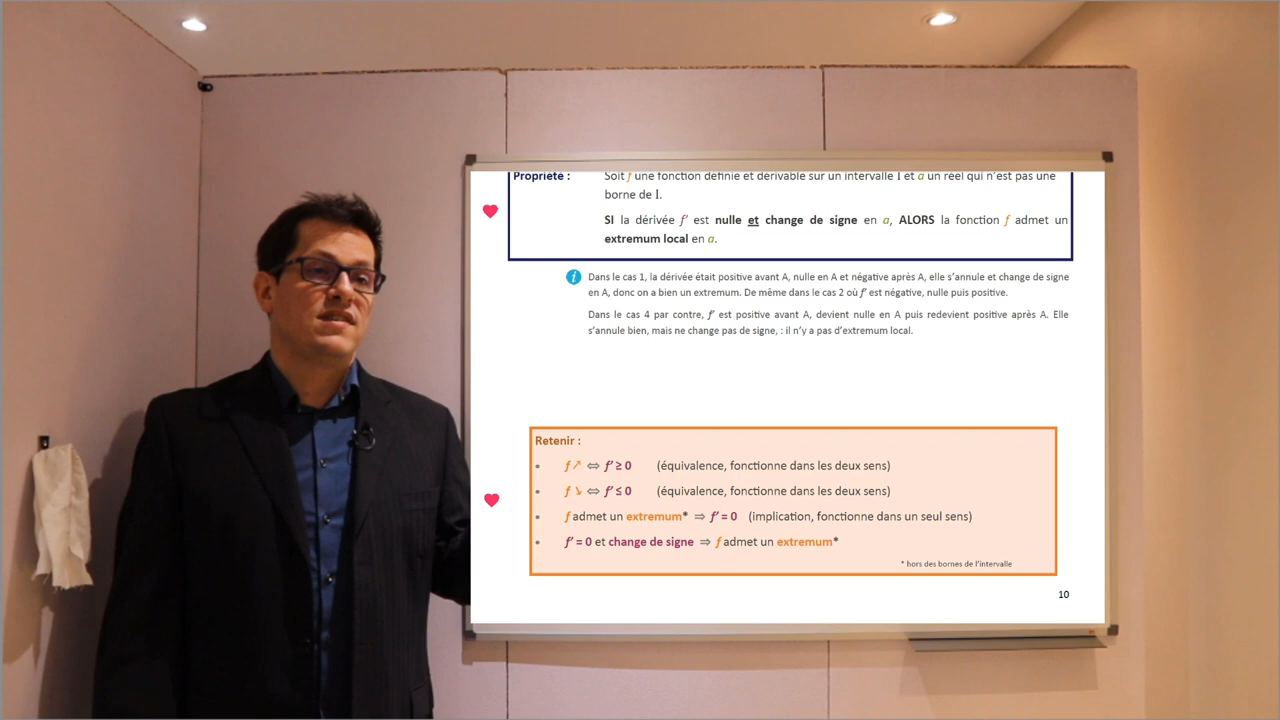 Propriété : Soit f une fonction définie et dérivable sur un intervalle I et a un réel qui n'est pas une
borne de I.
SI la dérivée f' est nulle et change de signe en a, ALORS la fonction f admet un
extremum local en a.
i Dans le cas 1, la dérivée était positive avant A, nulle en A et négative après A, elle s'annule et change de signe
en A, donc on a bien un extremum. De même dans le cas 2 où f' est négative, nulle puis positive.
Dans le cas 4 par contre, f' est positive avant A, devient nulle en A puis redevient positive après A. Elle
s'annule bien, mais ne change pas de signe, : il n'y a pas d'extremum local.
Retenir :
• f ↗ ⇔ f' ≥ 0 (équivalence, fonctionne dans les deux sens)
• f ↘ ⇔ f' ≤ 0 (équivalence, fonctionne dans les deux sens)
• f admet un extremum* ⇒ f' = 0 (implication, fonctionne dans un seul sens)
• f' = 0 et change de signe ⇒ f admet un extremum*
* hors des bornes de l'intervalle
10